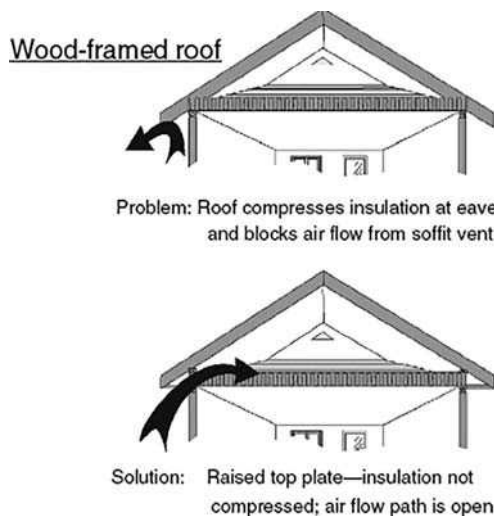 Wood-framed roof
Problem: Roof compresses insulation at eave
and blocks air flow from soffit vent
Solution: Raised top plate—insulation not
compressed; air flow path is open